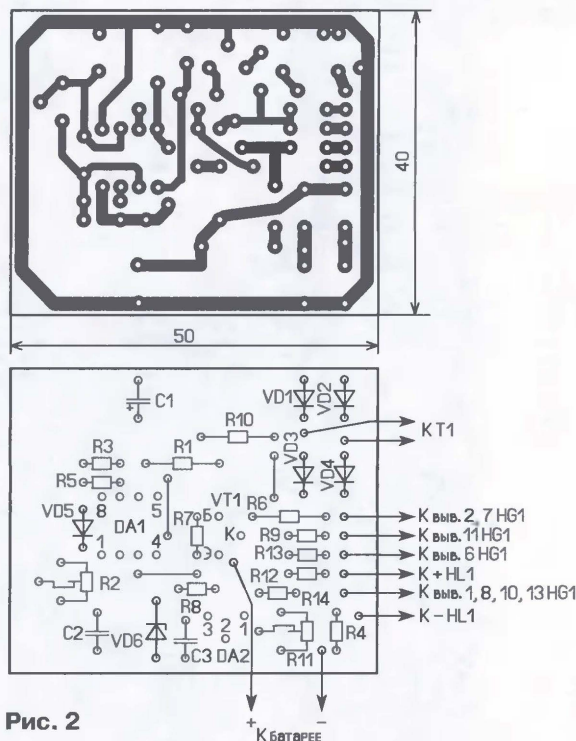 40
50
C1
VD1
VD2
R10
VD3
К Т1
R3
R1
R5
VD4
8
5
VT1
R6
Б
VD5
DA1
R7
К
К выв. 2, 7 HG1
R9
К выв. 11 HG1
1
4
Э
R13
К выв. 6 HG1
R2
R12
К + HL1
R8
R14
К выв. 1, 8, 10, 13 HG1
C2
VD6
C3
3
2
1
DA2
R11
R4
К – HL1
Рис. 2
+
–
К Батарее